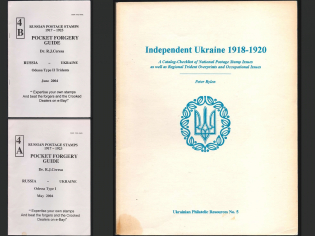 4
B
RUSSIAN POSTAGE STAMPS
1917 - 1923
POCKET FORGERY
GUIDE
Dr. R.J.Ceresa
RUSSIA - UKRAINE
Odessa Type II Tridents
June 2004
" Expertise your own stamps
And beat the forgers and the Crooked
Dealers on e-Bay"
4
A
RUSSIAN POSTAGE STAMPS
1917 - 1923
POCKET FORGERY
GUIDE
Dr. R.J.Ceresa
RUSSIA - UKRAINE
Odessa Type I
May, 2004
" Expertise your own stamps
And beat the forgers and the Crooked
Dealers on e-Bay"
Independent Ukraine 1918-1920
A Catalog-Checklist of National Postage Stamp Issues
as well as Regional Trident Overprints and Occupational Issues
Peter Bylen
Ukrainian Philatelic Resources No. 5